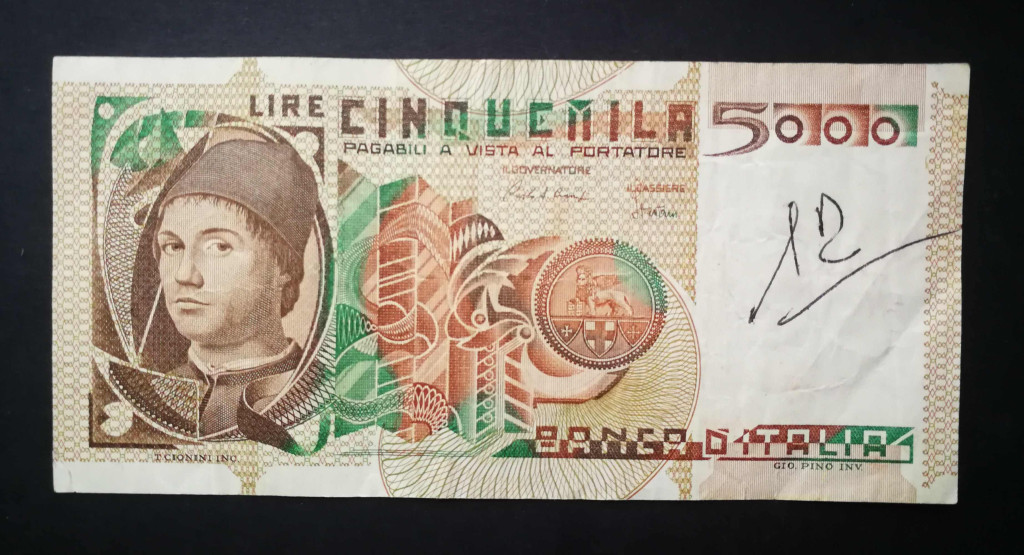 LIRE CINQUEMILA 5000
PAGABILI A VISTA AL PORTATORE
IL GOVERNATORE
IL CASSIERE
BANCA D'ITALIA
T. CIONINI INC.
GIO. PINO INV.